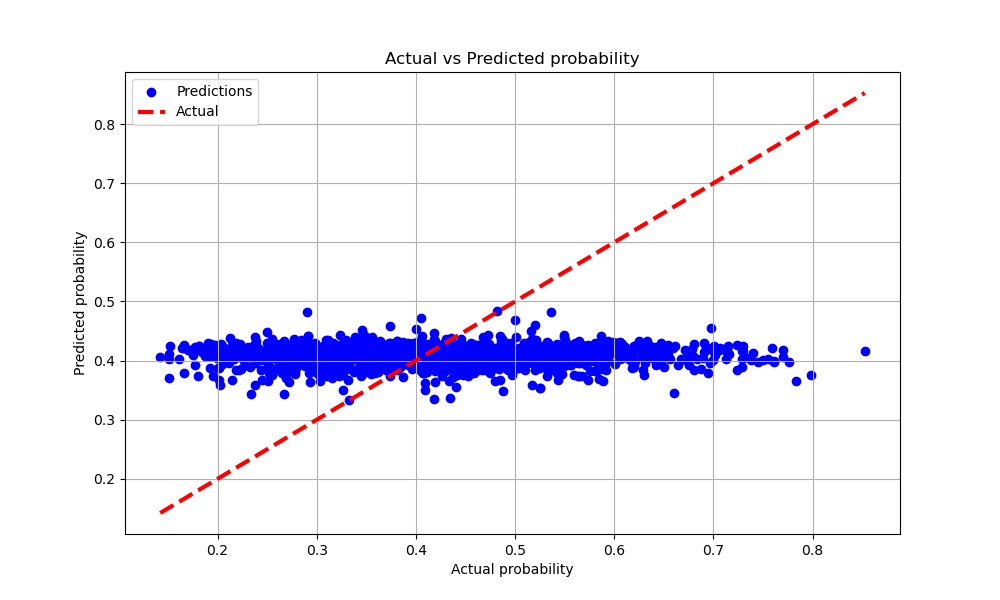 Actual vs Predicted probability
Predictions
Actual
Predicted probability
0.8
0.7
0.6
0.5
0.4
0.3
0.2
0.2 0.3 0.4 0.5 0.6 0.7 0.8
Actual probability